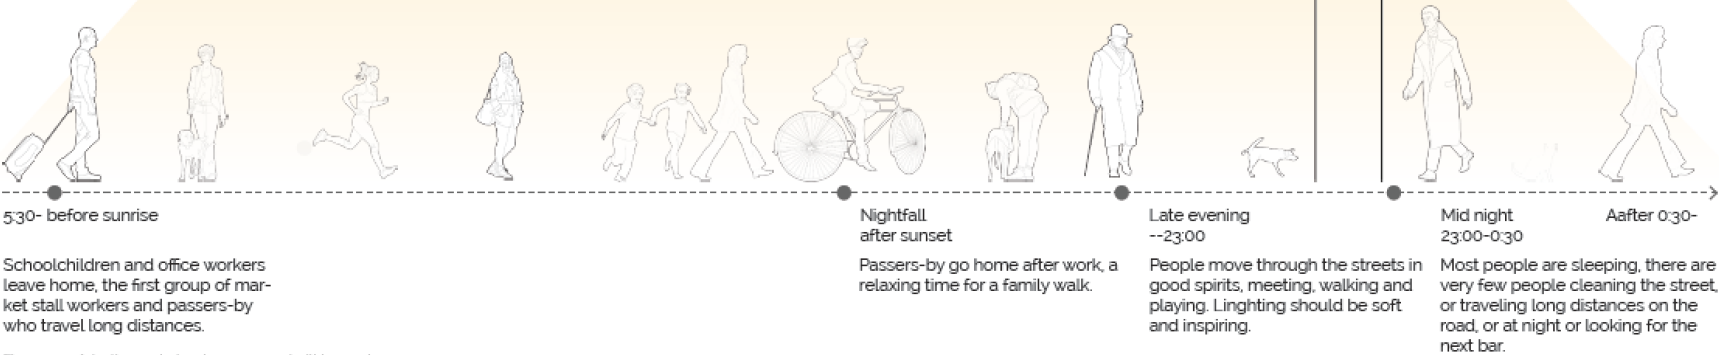 5:30- before sunrise
Schoolchildren and office workers
leave home, the first group of mar-
ket stall workers and passers-by
who travel long distances.
Nightfall
after sunset
Passers-by go home after work, a
relaxing time for a family walk.
Late evening
--23:00
People move through the streets in
good spirits, meeting, walking and
playing. Linghting should be soft
and inspiring.
Mid night
23:00-0:30
Most people are sleeping, there are
very few people cleaning the street,
or traveling long distances on the
road, or at night or looking for the
next bar.
Aafter 0:30-